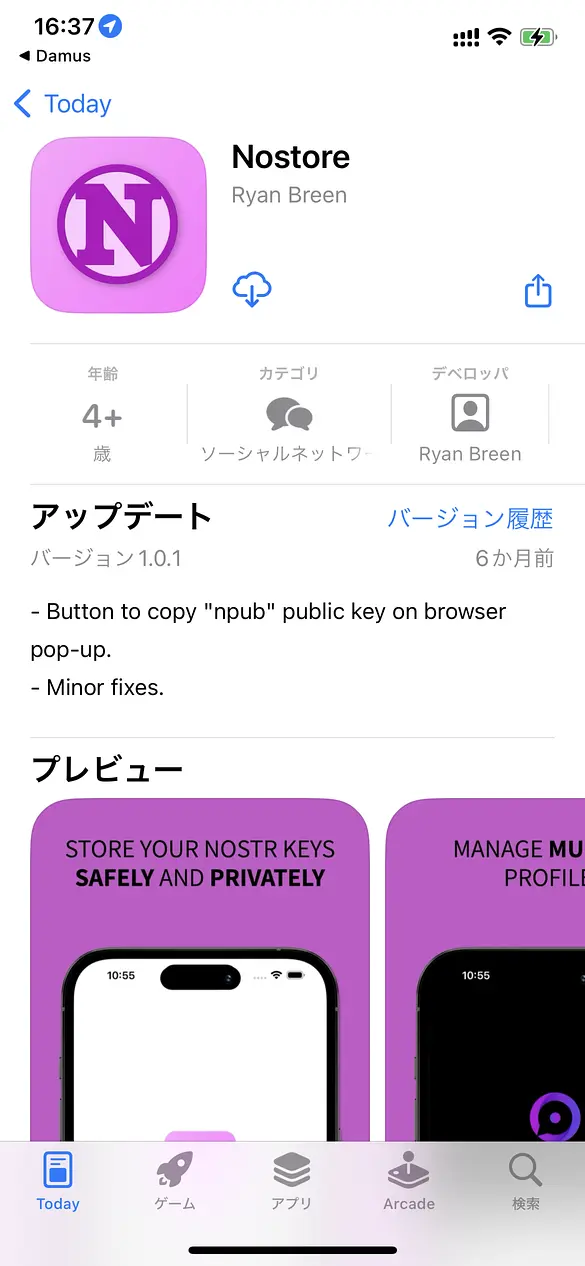 16:37
◀ Damus
Today
N
Nostore
Ryan Breen
年齢
4+
歳
カテゴリ
ソーシャルネットワー
デベロッパ
Ryan Breen
アップデート
バージョン履歴
バージョン1.0.1
6か月前
- Button to copy "npub" public key on browser
pop-up.
- Minor fixes.
プレビュー
STORE YOUR NOSTR KEYS
SAFELY AND PRIVATELY
10:55
MANAGE MU
PROFILE
10:55
Today
ゲーム
アプリ
Arcade
検索